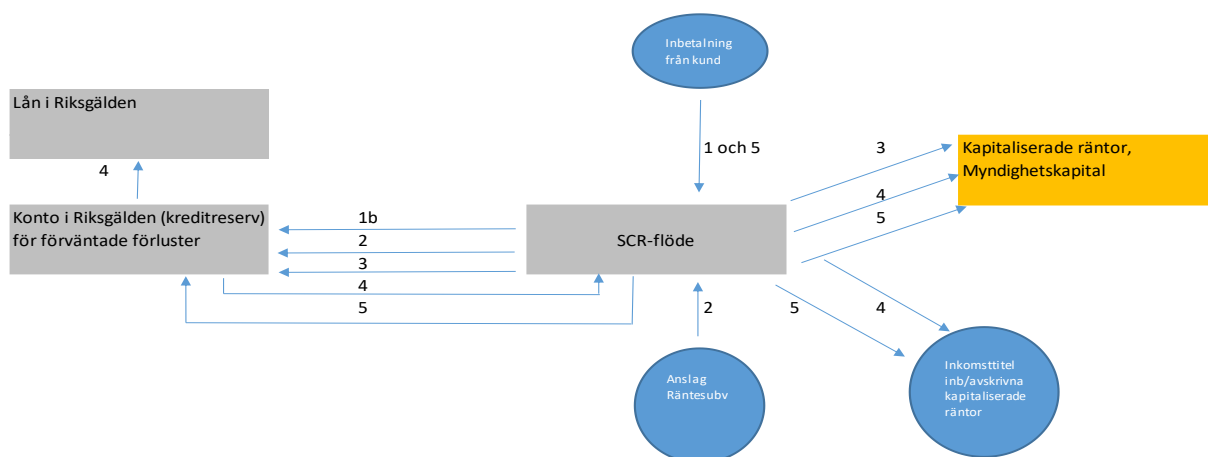 Inbetalning
från kund
Lån i Riksgälden
4
1 och 5
3
Kapitaliserade räntor,
Myndighetskapital
4
5
Konto i Riksgälden (kreditreserv)
för förväntade förluster
1b
2
3
4
5
SCR-flöde
2
5
4
Anslag
Räntesubv
Inkomsttitel
inb/avskrivna
kapitaliserade
räntor